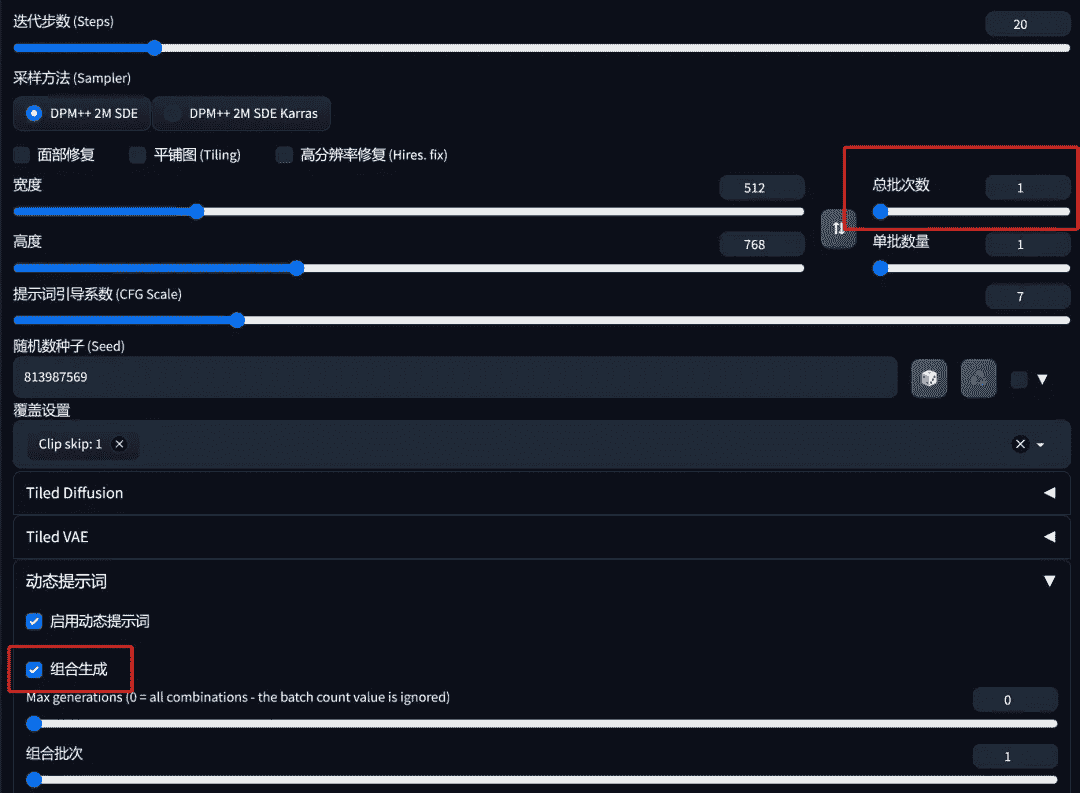 迭代步数 (Steps)
20
采样方法 (Sampler)
DPM++ 2M SDE
DPM++ 2M SDE Karras
面部修复
平铺图 (Tiling)
高分辨率修复 (Hires. fix)
宽度
512
总批次数
1
高度
768
单批数量
1
提示词引导系数 (CFG Scale)
7
随机数种子 (Seed)
813987569
覆盖设置
Clip skip: 1
Tiled Diffusion
Tiled VAE
动态提示词
启用动态提示词
组合生成
Max generations (0 = all combinations - the batch count value is ignored)
0
组合批次
1